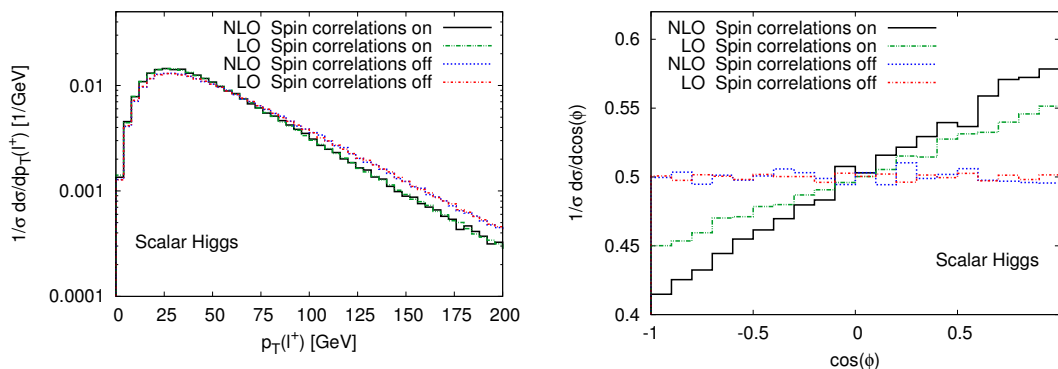 NLO Spin correlations on
LO Spin correlations on
NLO Spin correlations off
LO Spin correlations off
1/σ dσ/dp_T(l⁺) [1/GeV]
0.01
0.001
0.0001
Scalar Higgs
0 25 50 75 100 125 150 175 200
p_T(l⁺) [GeV]
NLO Spin correlations on
LO Spin correlations on
NLO Spin correlations off
LO Spin correlations off
1/σ dσ/dcos(ϕ)
0.6
0.55
0.5
0.45
0.4
Scalar Higgs
-1 -0.5 0 0.5
cos(ϕ)